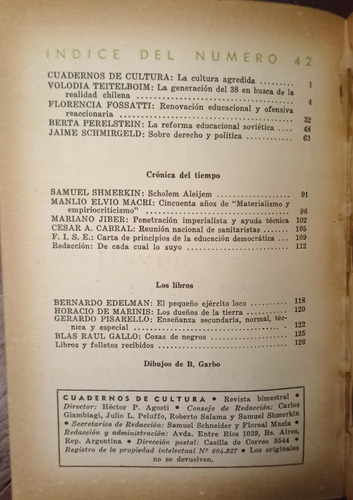 INDICE DEL NUMERO 42
CUADERNOS DE CULTURA: La cultura agredida ......... 1
VOLODIA TEITELBOIM: La generación del 38 en busca de la
realidad chilena ......... 4
FLORENCIA FOSSATTI: Renovación educacional y ofensiva
reaccionaria ......... 32
BERTA PERELSTEIN: La reforma educacional soviética .... 48
JAIME SCHMIRGELD: Sobre derecho y política ......... 63
Crónica del tiempo
SAMUEL SHMERKIN: Scholem Aleijem ......... 91
MANLIO ELVIO MACRI: Cincuenta años de "Materialismo y
empiriocriticismo" ......... 96
MARIANO JIBER: Penetración imperialista y ayuda técnica 102
CESAR A. CABRAL: Reunión nacional de sanitaristas ..... 105
F. I. S. E.: Carta de principios de la educación democrática .. 109
Redacción: De cada cual lo suyo ......... 112
Los libros
BERNARDO EDELMAN: El pequeño ejército loco ......... 118
HORACIO DE MARINIS: Los dueños de la tierra ......... 120
GERARDO PISARELLO: Enseñanza secundaria, normal, téc-
nica y especial ......... 122
BLAS RAUL GALLO: Cosas de negros ......... 125
Libros y folletos recibidos ......... 126
Dibujos de B. Garbo
CUADERNOS DE CULTURA • Revista bimestral •
Director: Héctor P. Agosti • Consejo de Redacción: Carlos
Giambiagi, Julio L. Peluffo, Roberto Salama y Samuel Shmerkin
• Secretarios de Redacción: Samuel Schneider y Floreal Mazía •
Redacción y administración: Avda. Entre Ríos 1039, Bs. Aires,
Rep. Argentina • Dirección postal: Casilla de Correo 5544 •
Registro de la propiedad intelectual Nº 604.327 • Los originales
no se devuelven.